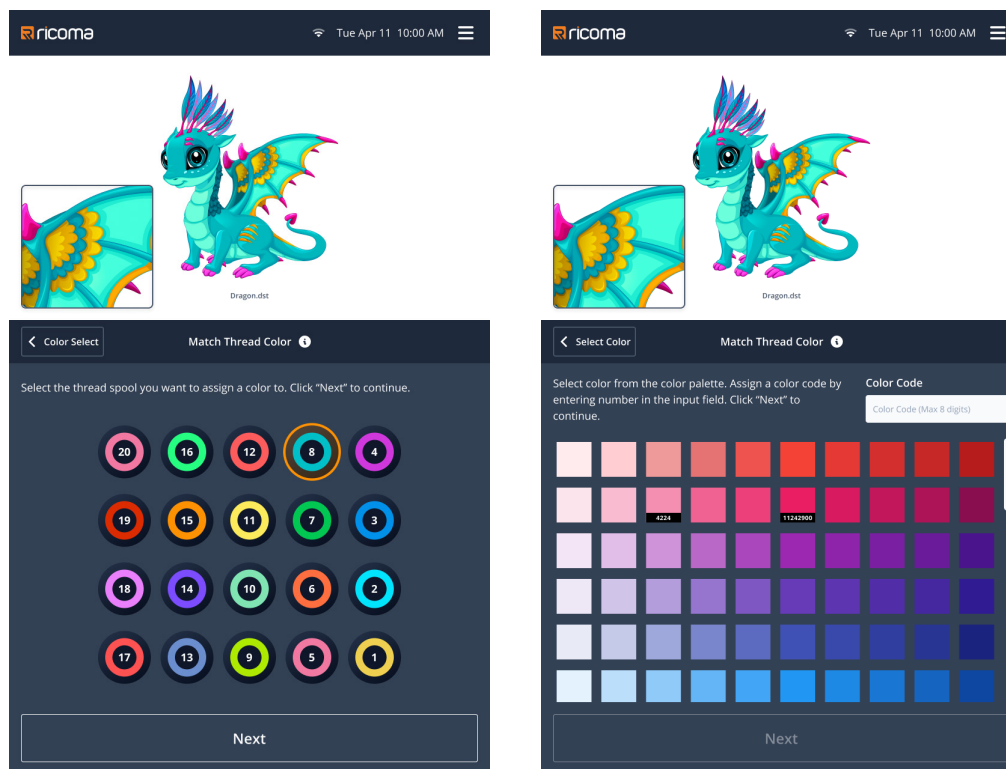 ricoma
Tue Apr 11 10:00 AM
Dragon.dst
Color Select
Match Thread Color
Select the thread spool you want to assign a color to. Click “Next” to continue.
20 16 12 8 4
19 15 11 7 3
18 14 10 6 2
17 13 9 5 1
Next
ricoma
Tue Apr 11 10:00 AM
Dragon.dst
Select Color
Match Thread Color
Select color from the color palette. Assign a color code by
entering number in the input field. Click “Next” to
continue.
Color Code
Color Code (Max 8 digits)
4224
11242900
Next